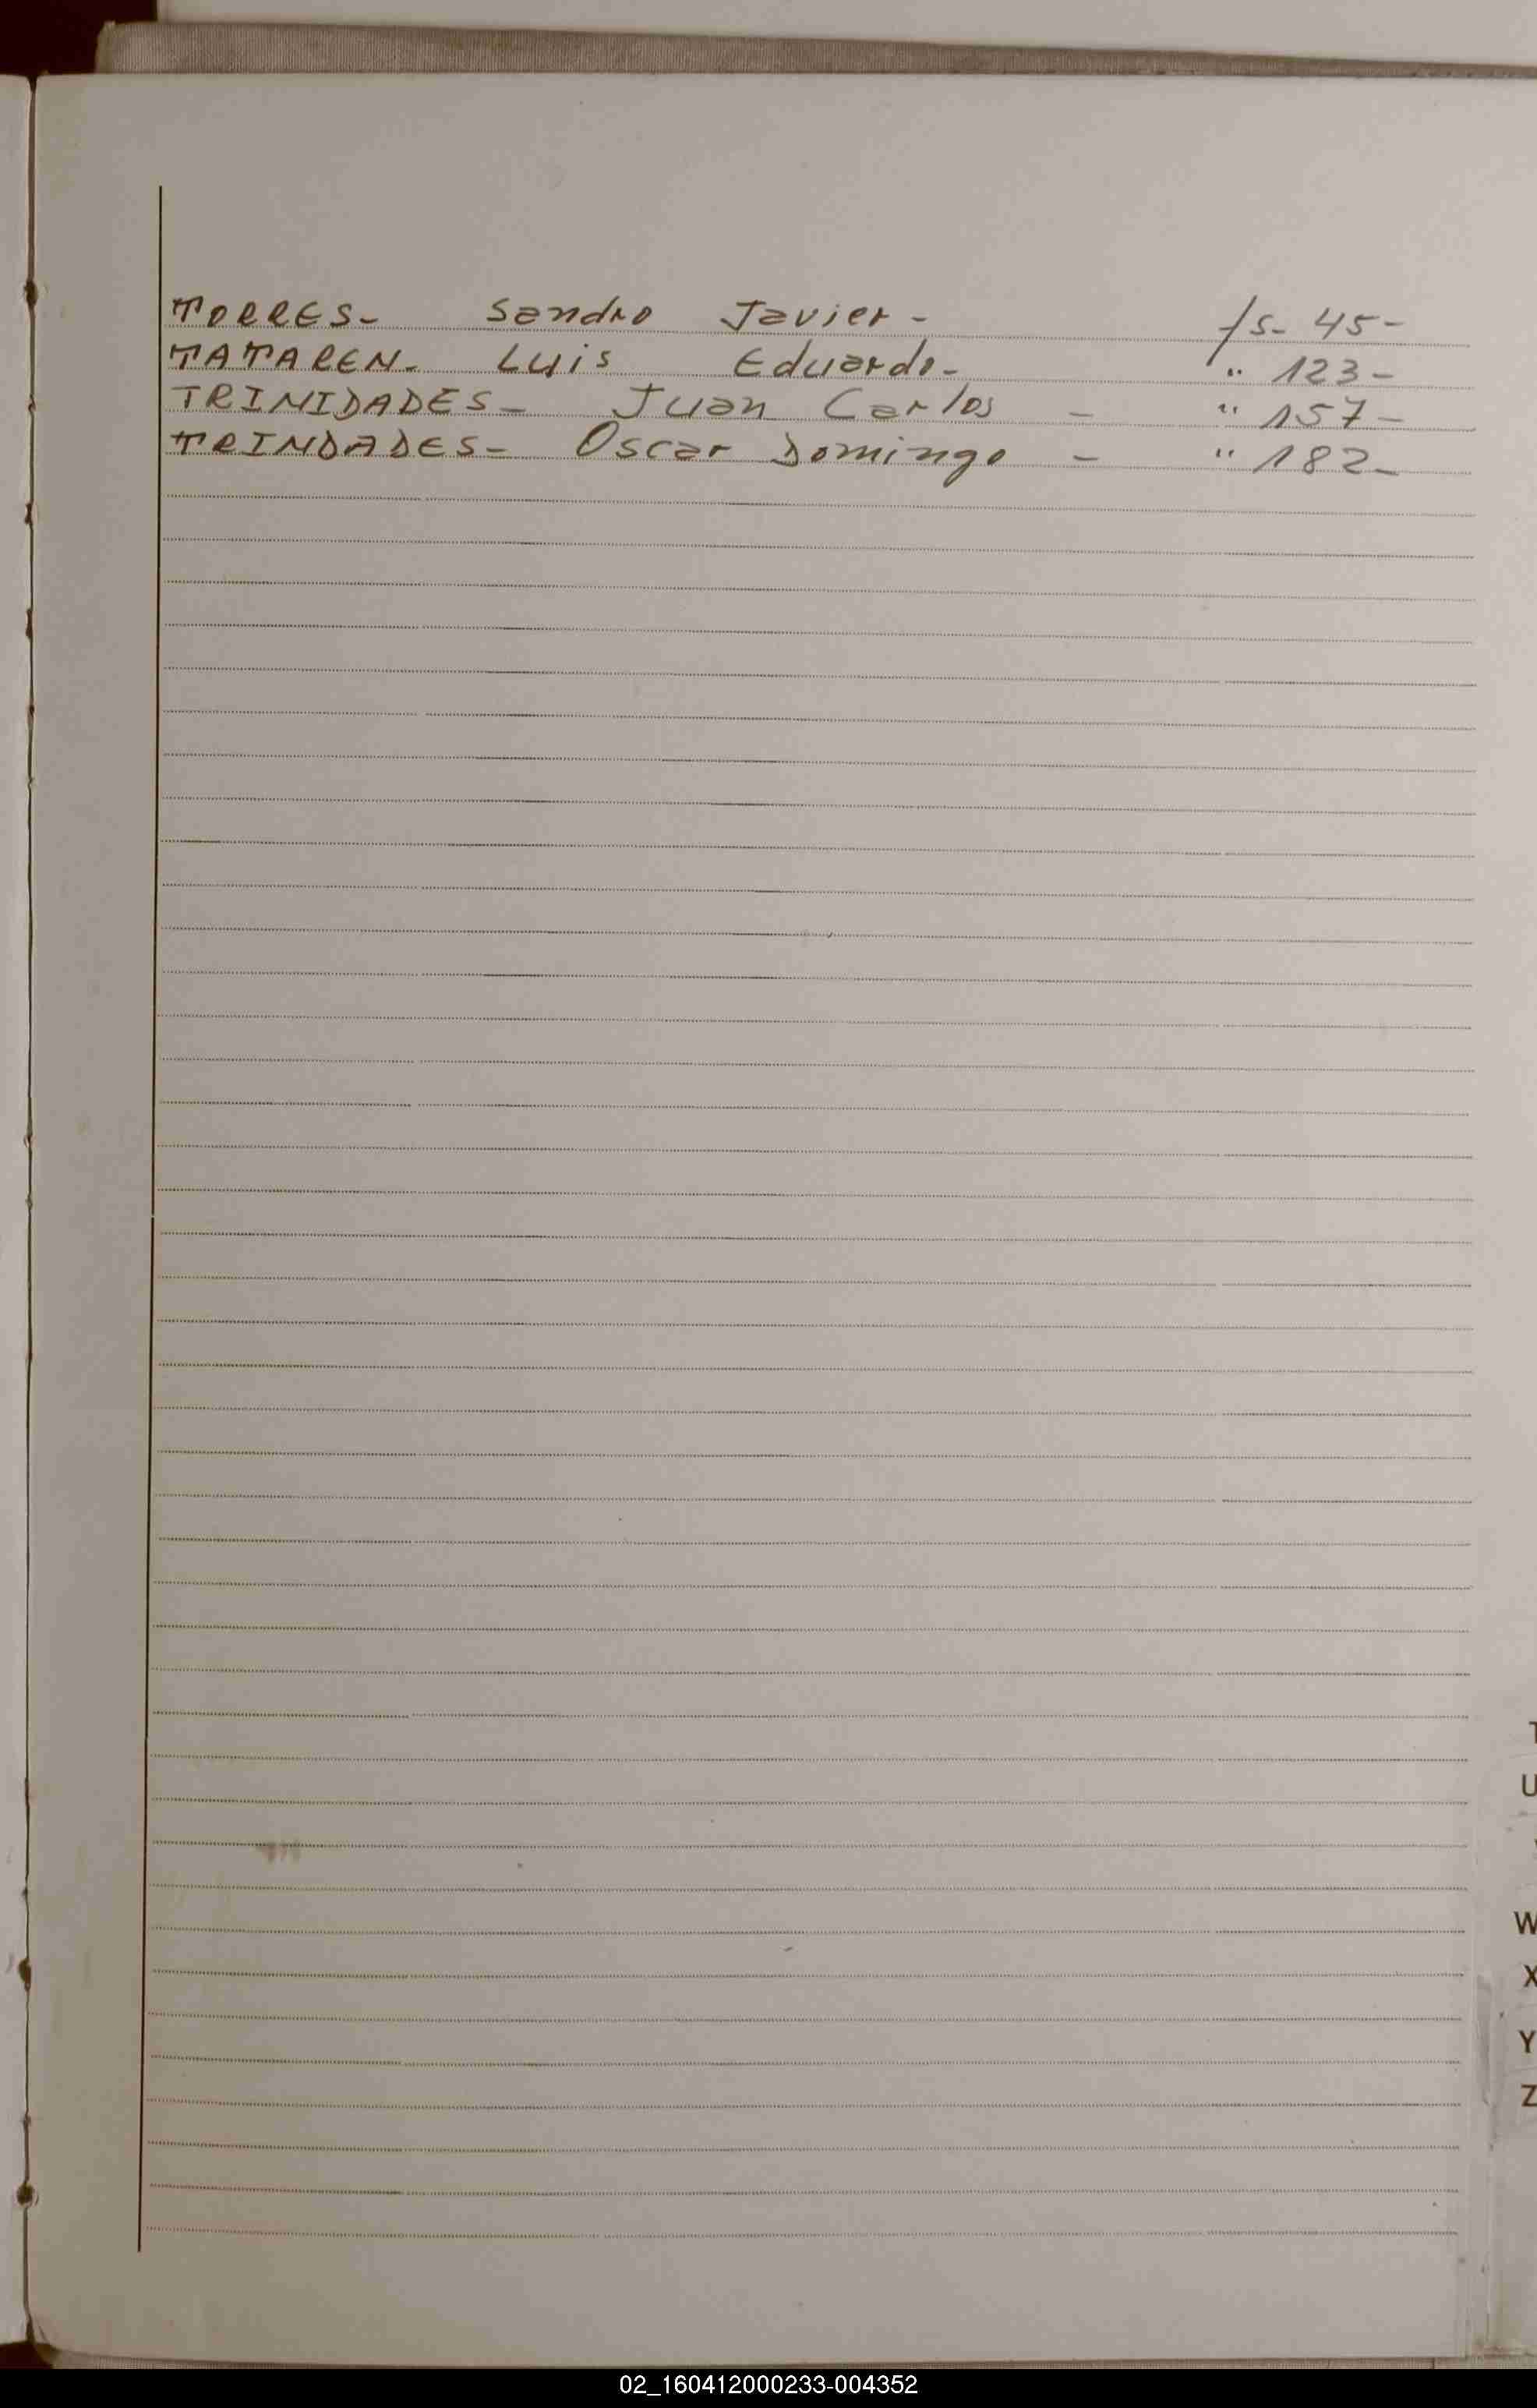 TORRES- Sandro Javier- fs- 45-
TATAREN- Luis Eduardo- " 123-
TRINIDADES- Juan Carlos - " 157-
TRINDADES- Oscar Domingo - " 182-
T
U
W
X
Y
Z
02_160412000233-004352